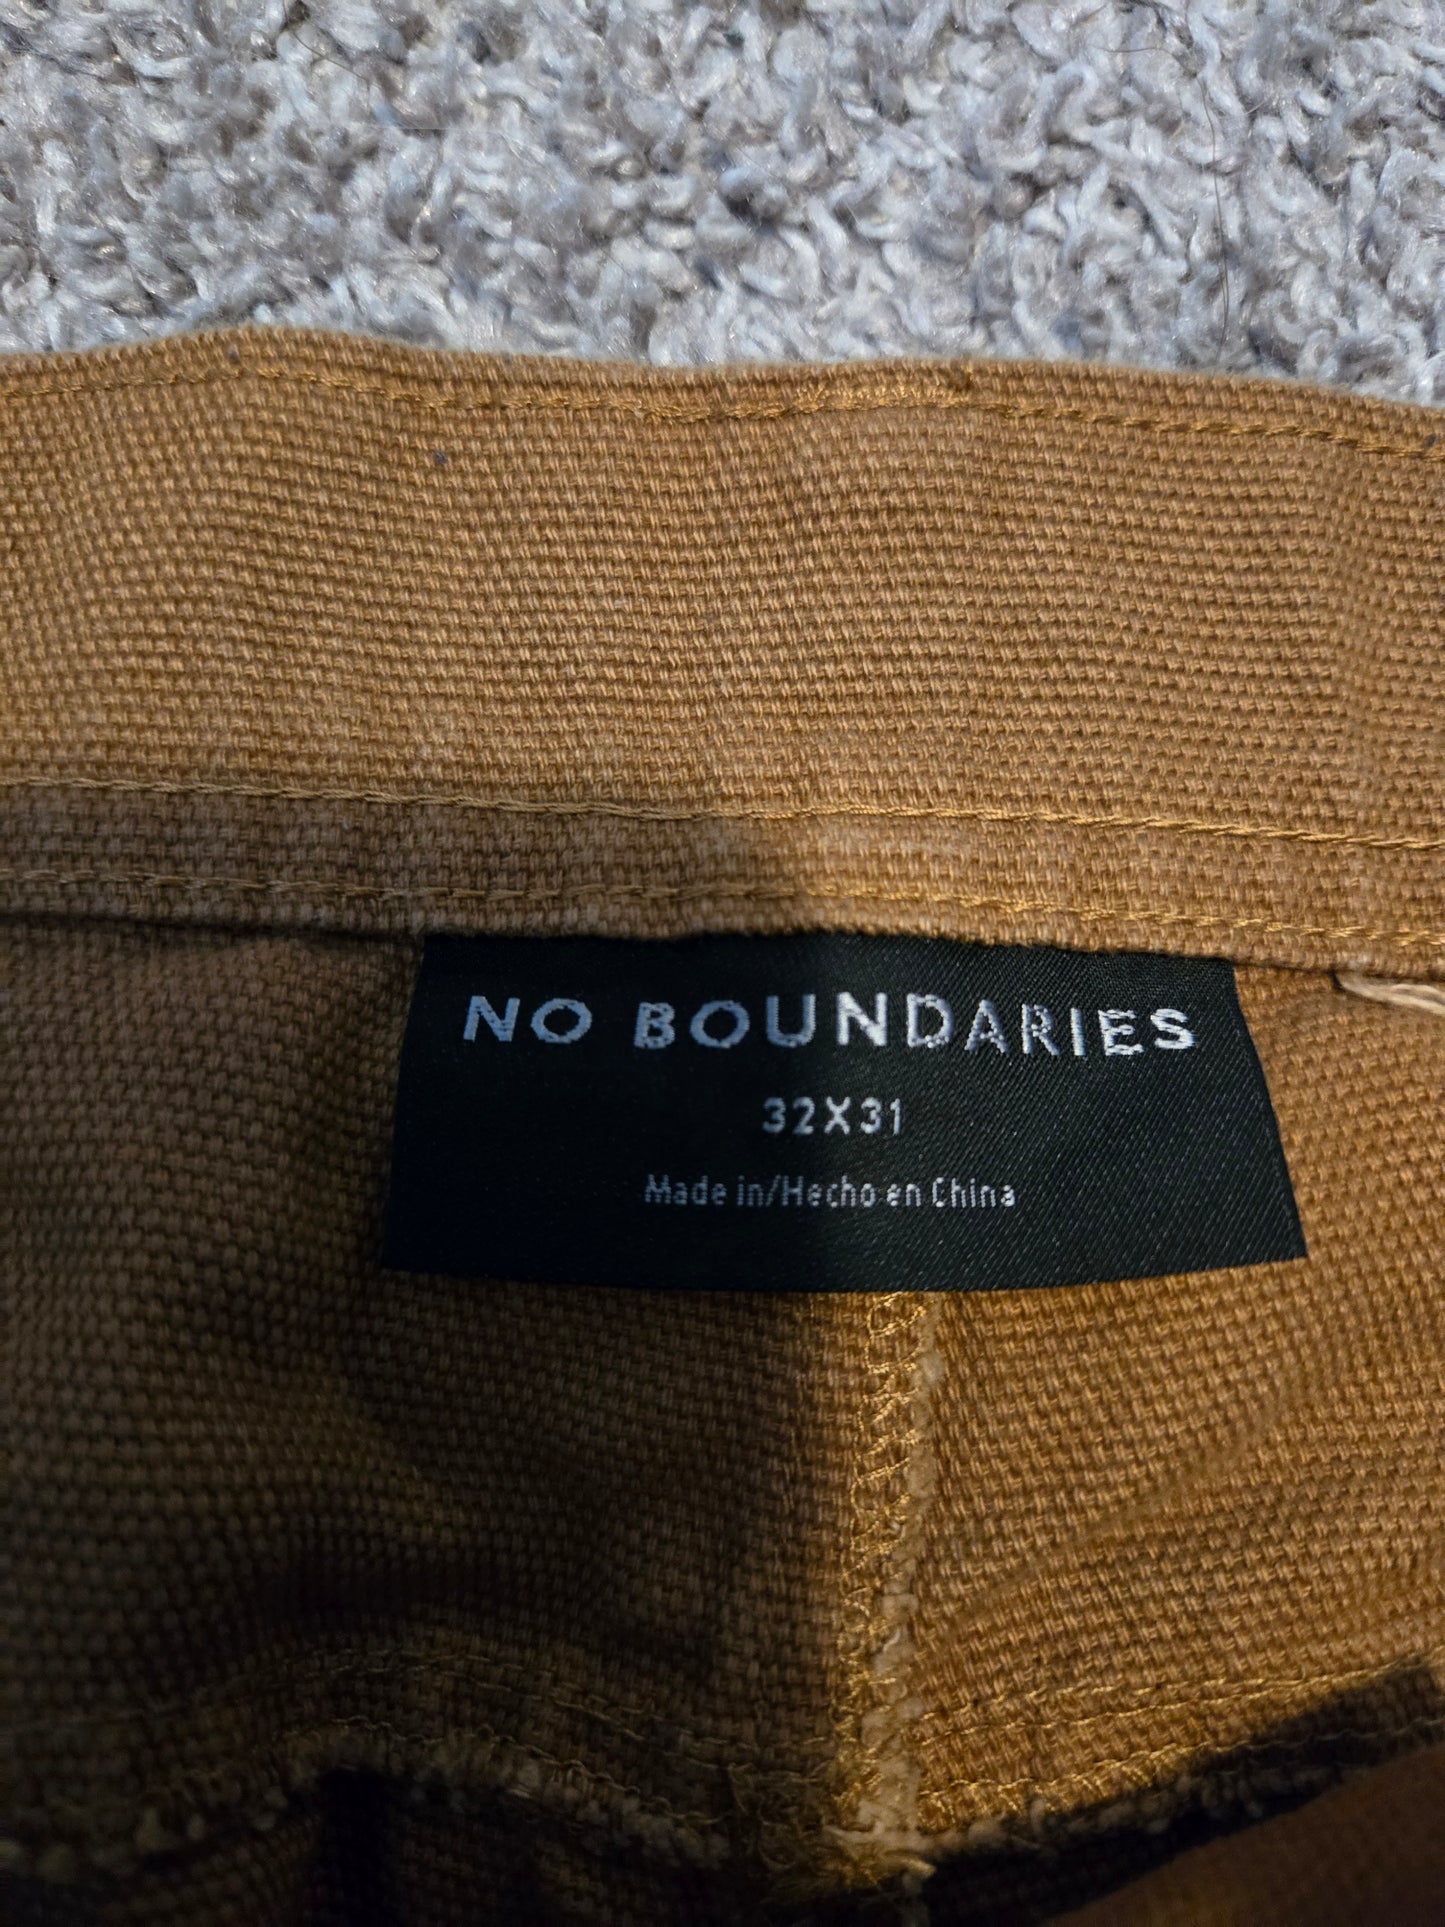 NO BOUNDARIES
32X31
Made in/Hecho en China